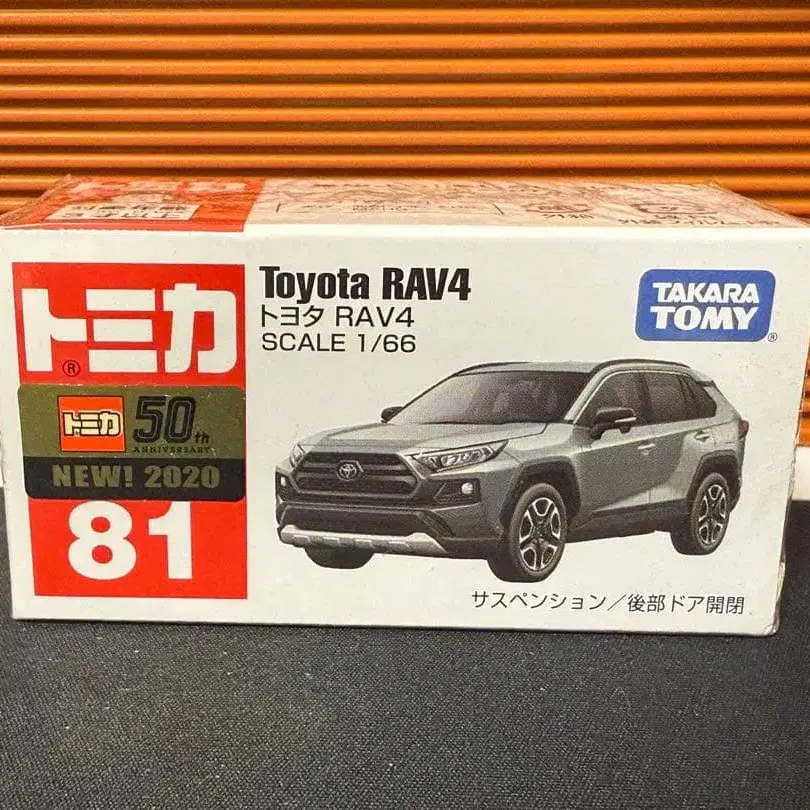 トミカ
®
Toyota RAV4
トヨタ RAV4
SCALE 1/66
TAKARA
TOMY
®
トミカ
50th
ANNIVERSARY
NEW! 2020
81
サスペンション/後部ドア開閉